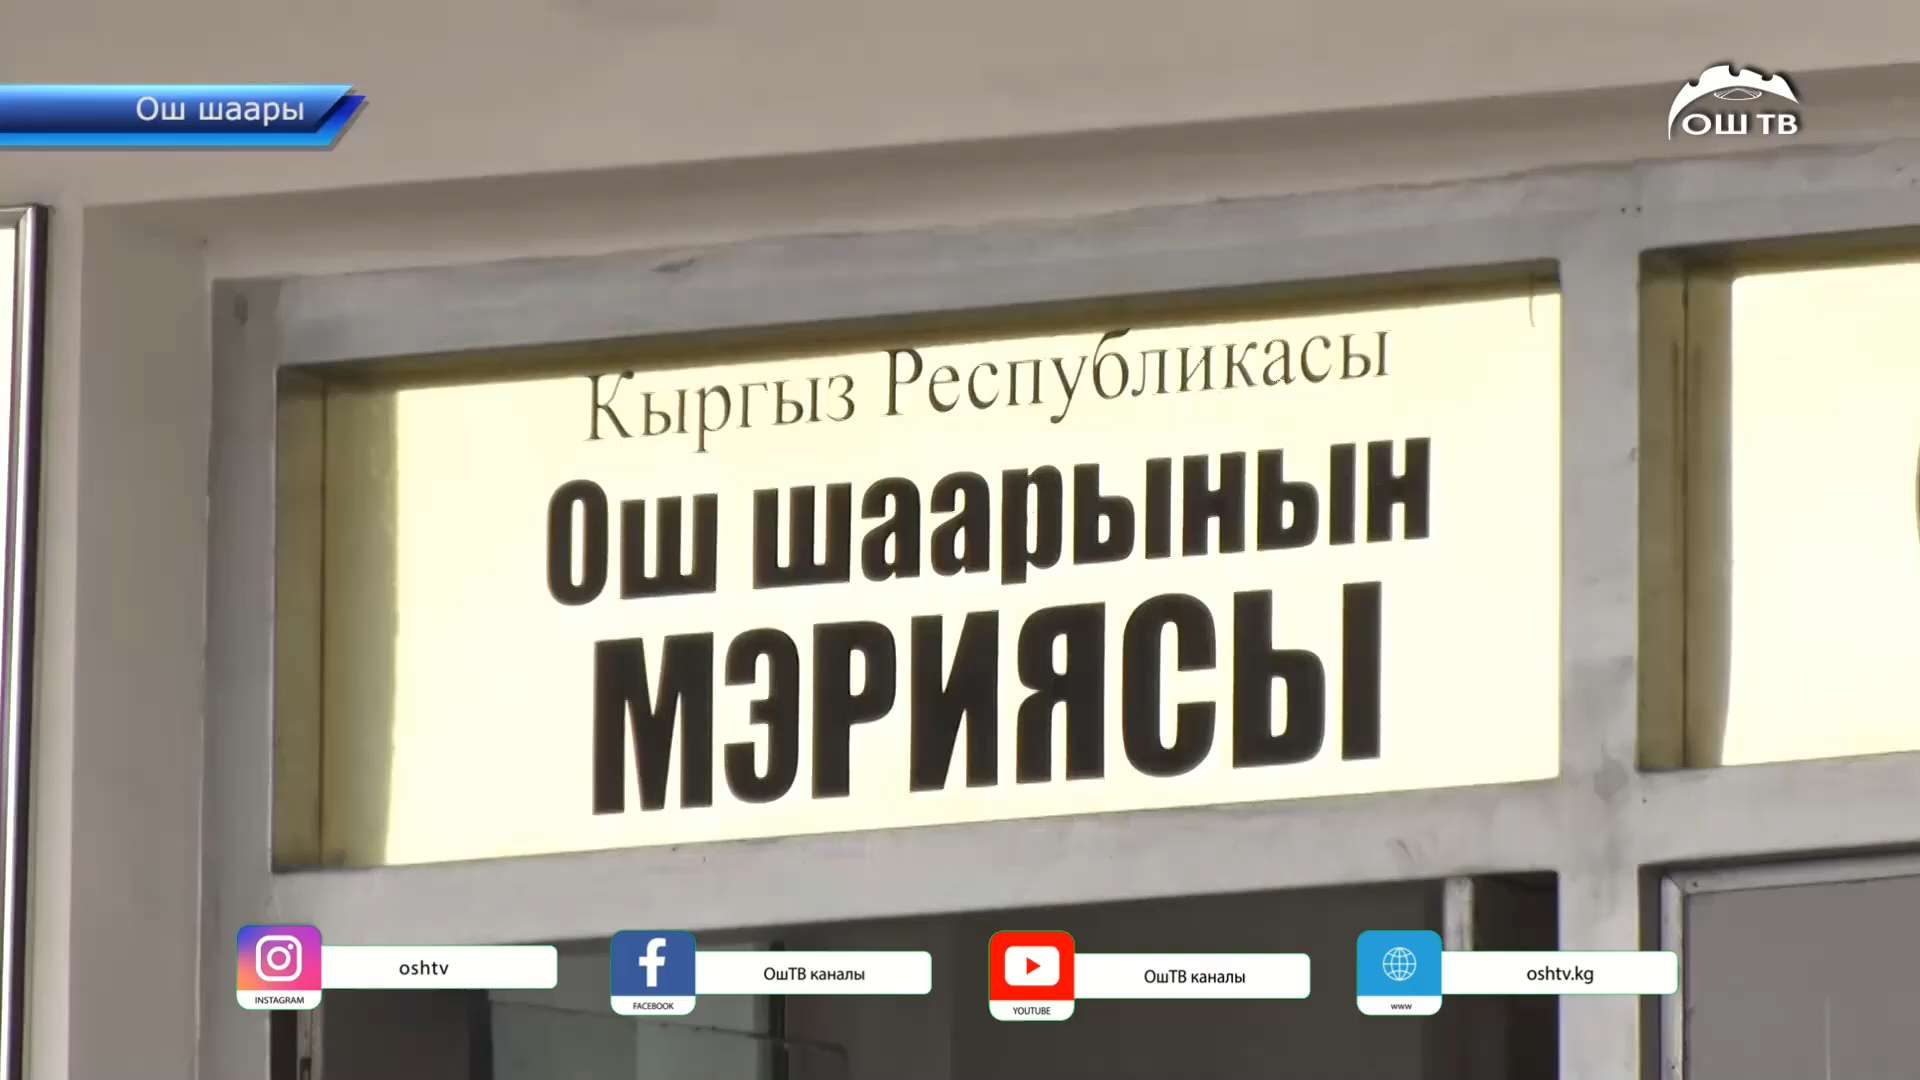 Ош шаары
ОШ ТВ
Кыргыз Республикасы
Ош шаарынын
МЭРИЯСЫ
oshtv
INSTAGRAM
ОшТВ каналы
FACEBOOK
ОшТВ каналы
YOUTUBE
oshtv.kg
www